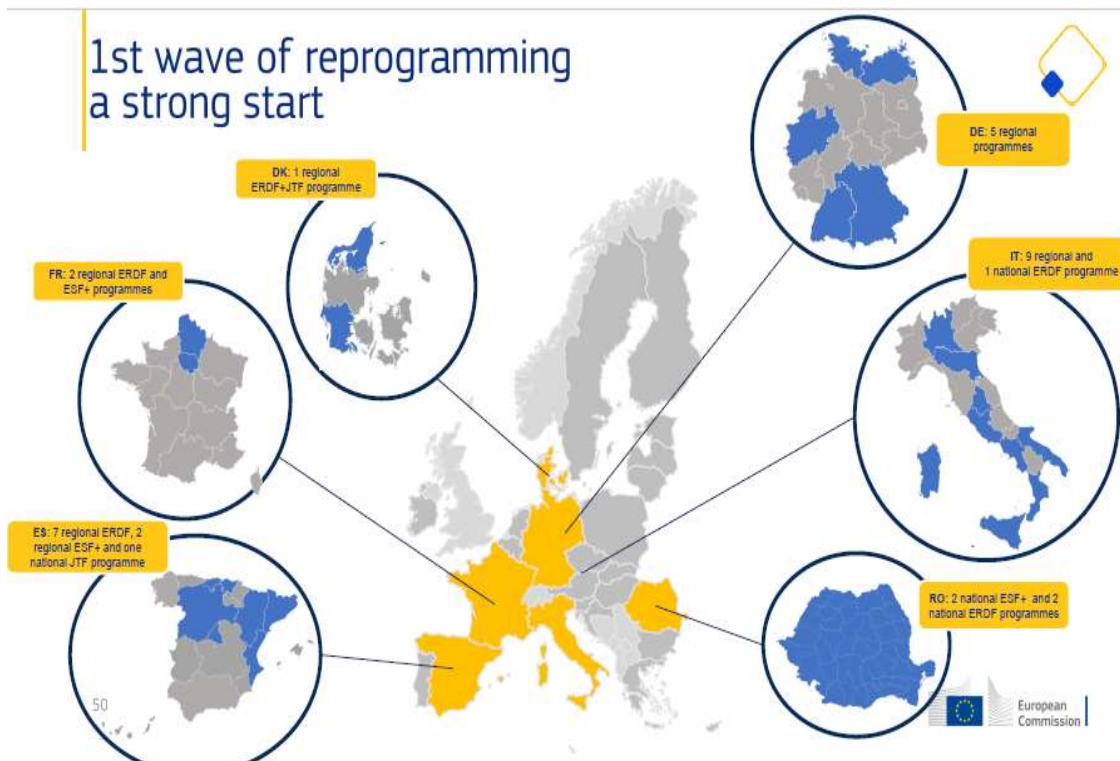 1st wave of reprogramming
a strong start
DE: 5 regional
programmes
DK: 1 regional
ERDF+JTF programme
FR: 2 regional ERDF and
ESF+ programmes
IT: 9 regional and
1 national ERDF programme
ES: 7 regional ERDF, 2
regional ESF+ and one
national JTF programme
RO: 2 national ESF+ and 2
national ERDF programmes
50
European
Commission